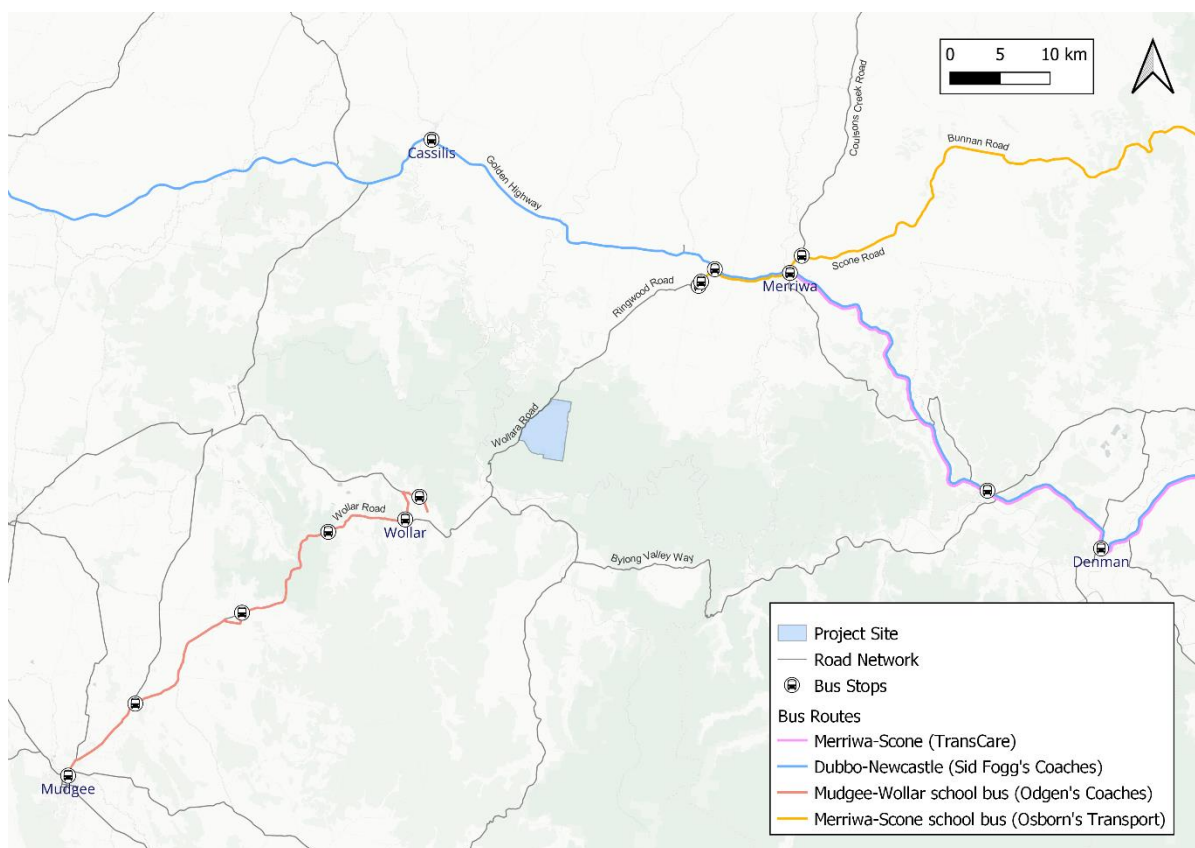 0 5 10 km
Coulsons Creek Road
Bunnan Road
Cassilis
Golden Highway
Scone Road
Merriwa
Ringwood Road
Wollara Road
Wollar Road
Wollar
Bylong Valley Way
Denman
Mudgee
Project Site
Road Network
Bus Stops
Bus Routes
Merriwa-Scone (TransCare)
Dubbo-Newcastle (Sid Fogg's Coaches)
Mudgee-Wollar school bus (Odgen's Coaches)
Merriwa-Scone school bus (Osborn's Transport)